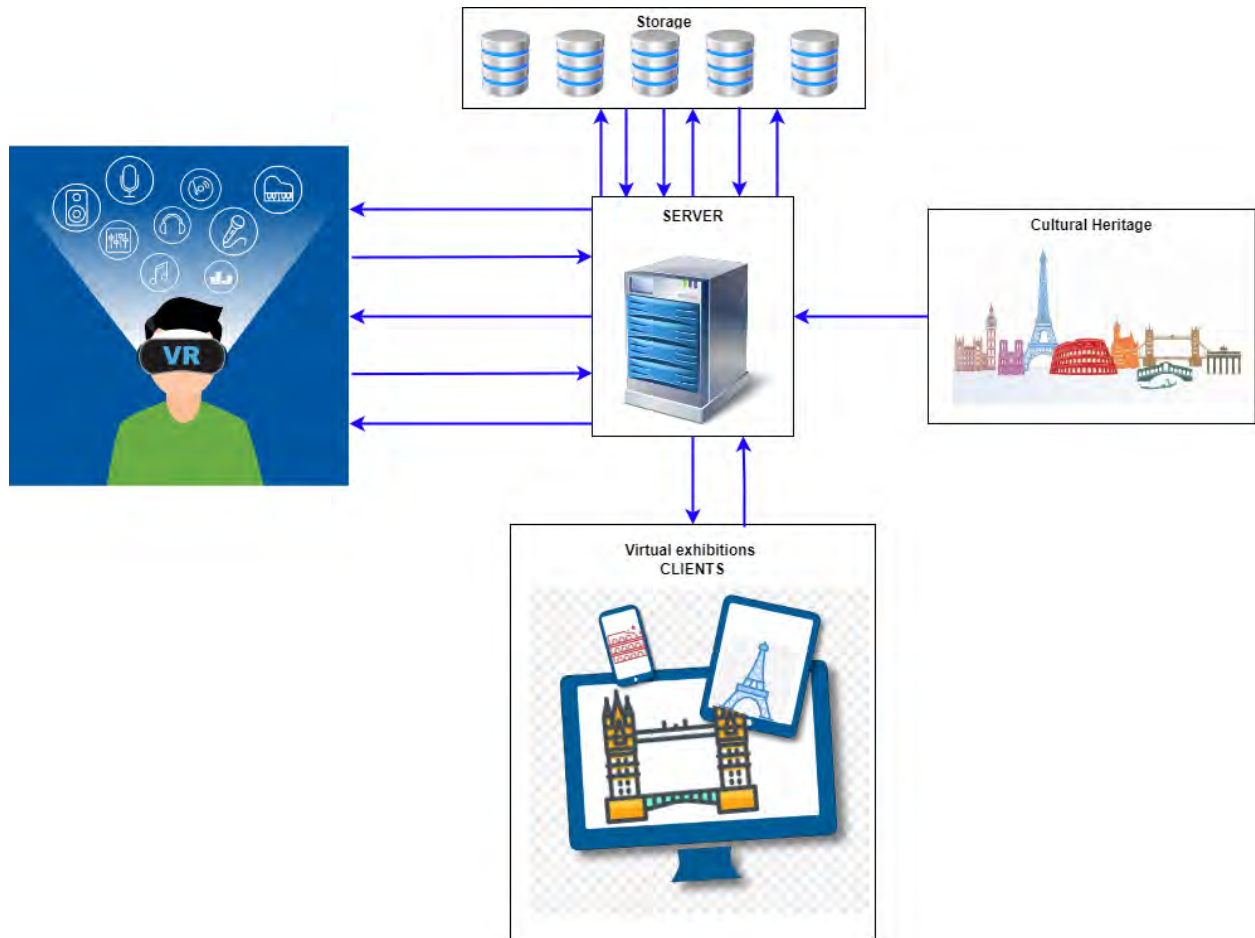 Storage
SERVER
Cultural Heritage
VR
Virtual exhibitions
CLIENTS